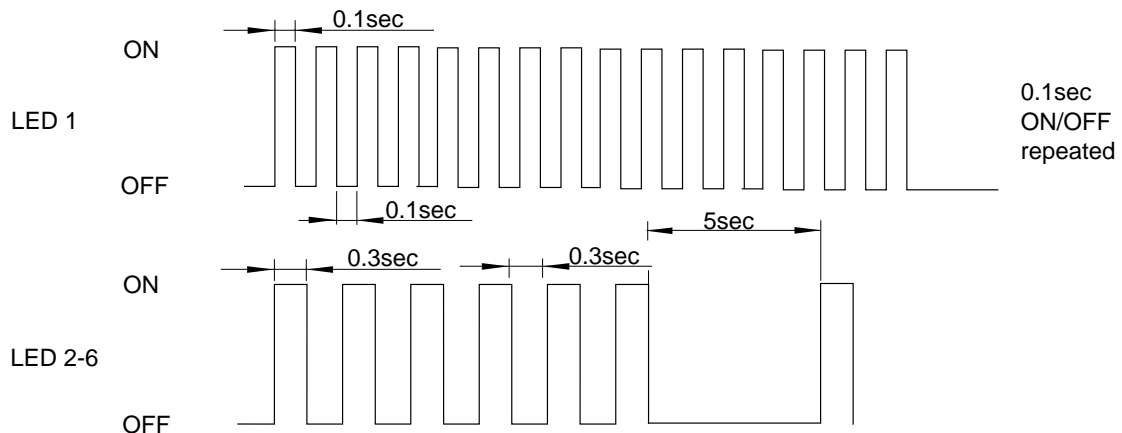 0.1sec
ON
LED 1
OFF
0.1sec
0.1sec
ON/OFF
repeated
5sec
0.3sec
0.3sec
ON
LED 2-6
OFF